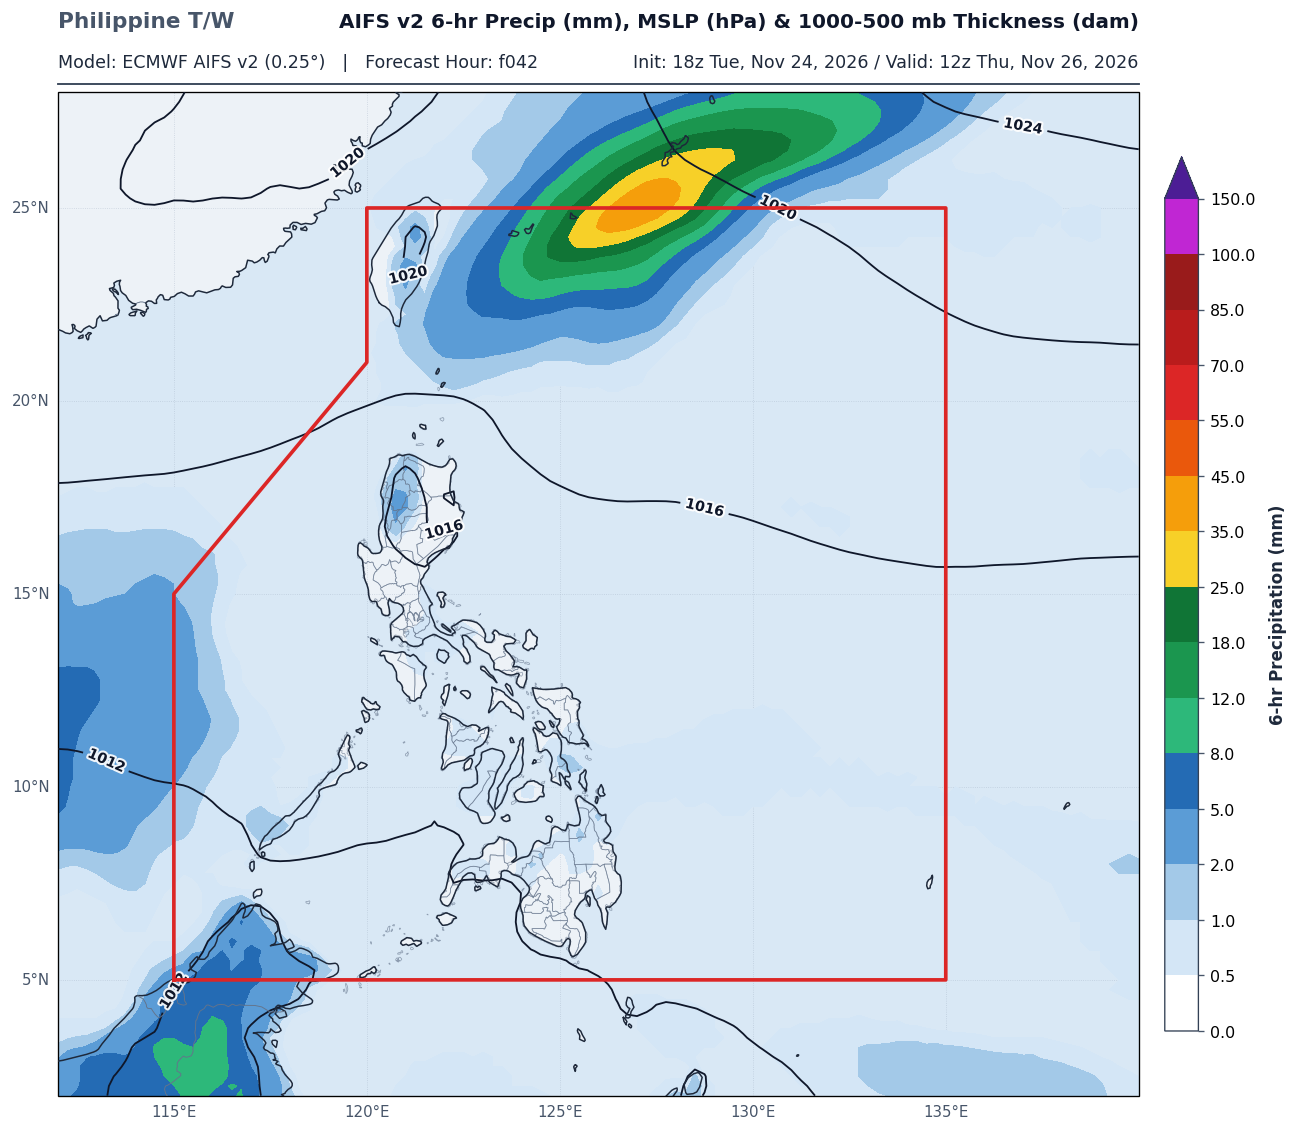 Philippine T/W
AIFS v2 6-hr Precip (mm), MSLP (hPa) & 1000-500 mb Thickness (dam)
Model: ECMWF AIFS v2 (0.25°)   |   Forecast Hour: f042
Init: 18z Tue, Nov 24, 2026 / Valid: 12z Thu, Nov 26, 2026
1024
1020
1020
1020
1016
1016
1012
1012
25°N
20°N
15°N
10°N
5°N
115°E
120°E
125°E
130°E
135°E
150.0
100.0
85.0
70.0
55.0
45.0
35.0
25.0
18.0
12.0
8.0
5.0
2.0
1.0
0.5
0.0
6-hr Precipitation (mm)